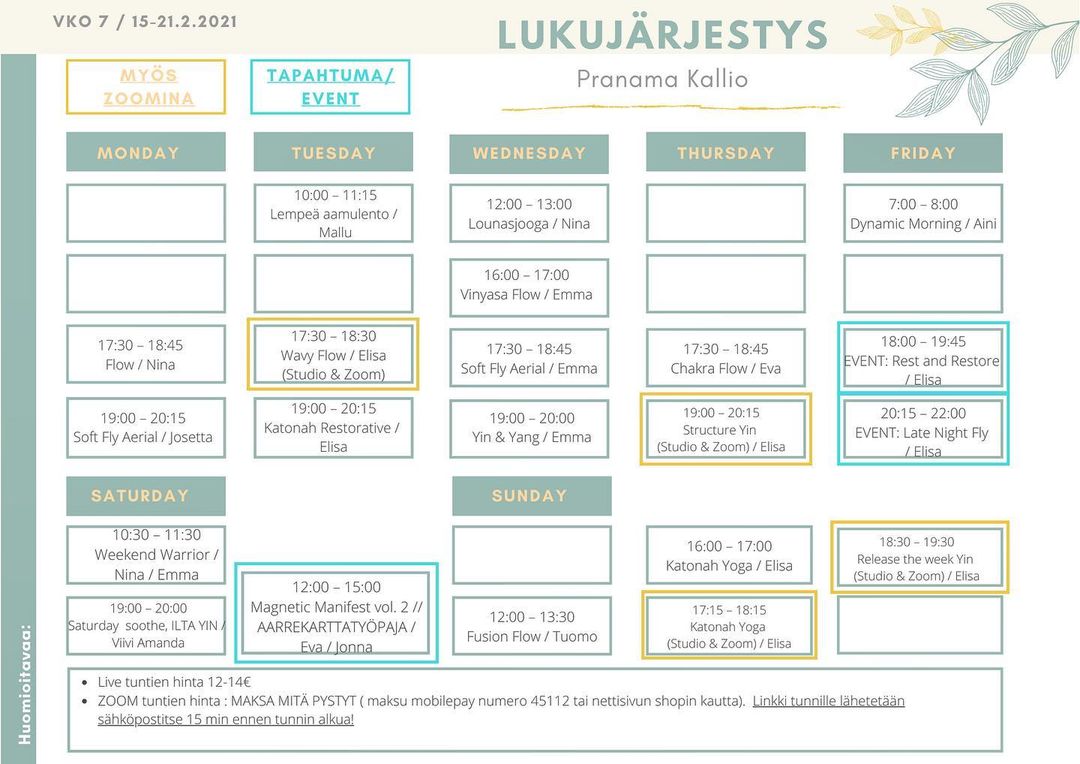 VKO 7 / 15-21.2.2021
LUKUJÄRJESTYS
Pranama Kallio
MYÖS
ZOOMINA
TAPAHTUMA/
EVENT
MONDAY
TUESDAY
WEDNESDAY
THURSDAY
FRIDAY
10:00 – 11:15
Lempeä aamulento /
Mallu
12:00 – 13:00
Lounasjooga / Nina
7:00 – 8:00
Dynamic Morning / Aini
16:00 – 17:00
Vinyasa Flow / Emma
17:30 – 18:45
Flow / Nina
17:30 – 18:30
Wavy Flow / Elisa
(Studio & Zoom)
17:30 – 18:45
Soft Fly Aerial / Emma
17:30 – 18:45
Chakra Flow / Eva
18:00 – 19:45
EVENT: Rest and Restore
/ Elisa
19:00 – 20:15
Soft Fly Aerial / Josetta
19:00 – 20:15
Katonah Restorative /
Elisa
19:00 – 20:00
Yin & Yang / Emma
19:00 – 20:15
Structure Yin
(Studio & Zoom) / Elisa
20:15 – 22:00
EVENT: Late Night Fly
/ Elisa
SATURDAY
SUNDAY
10:30 – 11:30
Weekend Warrior /
Nina / Emma
16:00 – 17:00
Katonah Yoga / Elisa
18:30 – 19:30
Release the week Yin
(Studio & Zoom) / Elisa
19:00 – 20:00
Saturday soothe, ILTA YIN /
Viivi Amanda
12:00 – 15:00
Magnetic Manifest vol. 2 //
AARREKARTTATYÖPAJA /
Eva / Jonna
12:00 – 13:30
Fusion Flow / Tuomo
17:15 – 18:15
Katonah Yoga
(Studio & Zoom) / Elisa
Huomioitavaa:
• Live tuntien hinta 12-14€
• ZOOM tuntien hinta : MAKSA MITÄ PYSTYT ( maksu mobilepay numero 45112 tai nettisivun shopin kautta). Linkki tunnille lähetetään
sähköpostitse 15 min ennen tunnin alkua!